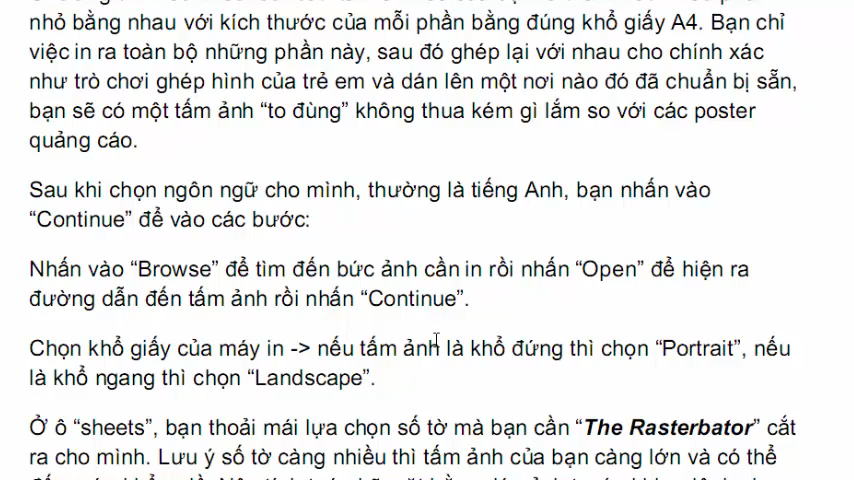 nhỏ bằng nhau với kích thước của mỗi phần bằng đúng khổ giấy A4. Bạn chỉ
việc in ra toàn bộ những phần này, sau đó ghép lại với nhau cho chính xác
như trò chơi ghép hình của trẻ em và dán lên một nơi nào đó đã chuẩn bị sẵn,
bạn sẽ có một tấm ảnh “to đùng” không thua kém gì lắm so với các poster
quảng cáo.
Sau khi chọn ngôn ngữ cho mình, thường là tiếng Anh, bạn nhấn vào
“Continue” để vào các bước:
Nhấn vào “Browse” để tìm đến bức ảnh cần in rồi nhấn “Open” để hiện ra
đường dẫn đến tấm ảnh rồi nhấn “Continue”.
Chọn khổ giấy của máy in -> nếu tấm ảnh là khổ đứng thì chọn “Portrait”, nếu
là khổ ngang thì chọn “Landscape”.
Ở ô “sheets”, bạn thoải mái lựa chọn số tờ mà bạn cần “The Rasterbator” cắt
ra cho mình. Lưu ý số tờ càng nhiều thì tấm ảnh của bạn càng lớn và có thể